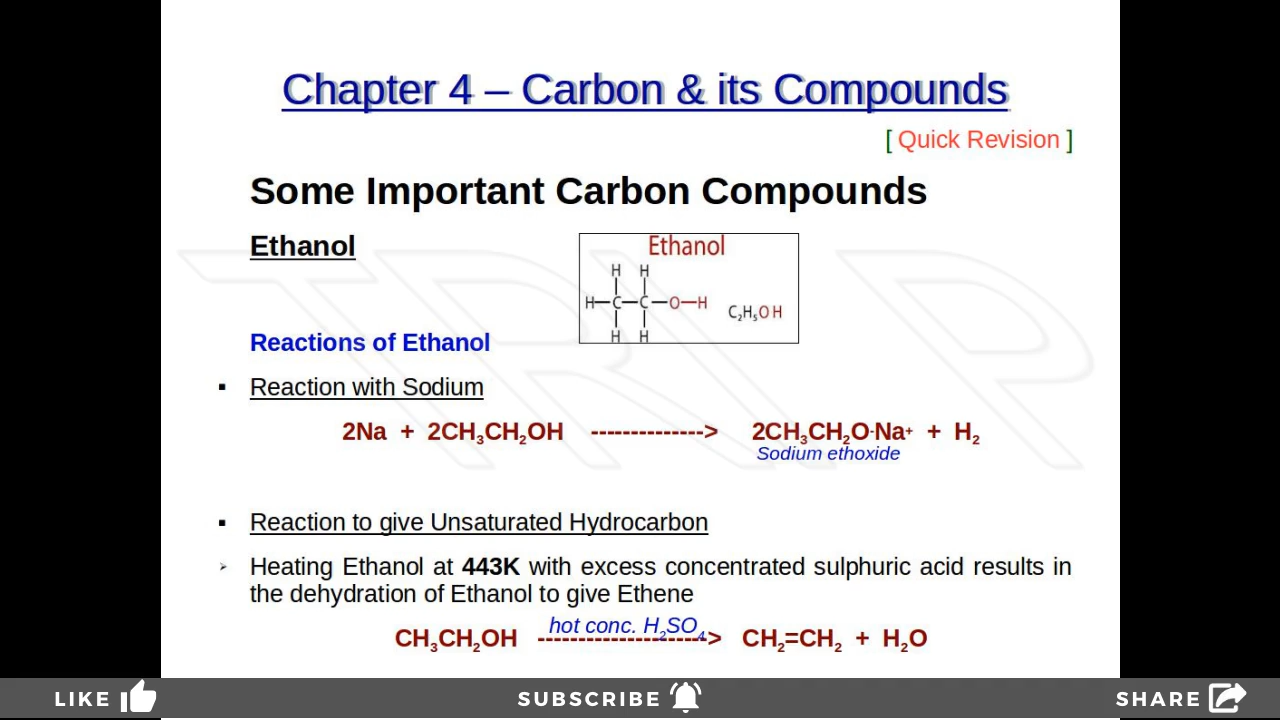 Chapter 4 – Carbon & its Compounds
[ Quick Revision ]
Some Important Carbon Compounds
Ethanol
Ethanol
H H
H—C—C—O—H
C₂H₅OH
H H
Reactions of Ethanol
▪ Reaction with Sodium
2Na + 2CH₃CH₂OH --------------> 2CH₃CH₂O⁻Na⁺ + H₂
Sodium ethoxide
▪ Reaction to give Unsaturated Hydrocarbon
➢ Heating Ethanol at 443K with excess concentrated sulphuric acid results in
the dehydration of Ethanol to give Ethene
hot conc. H₂SO₄
CH₃CH₂OH ---------------------> CH₂=CH₂ + H₂O
LIKE SUBSCRIBE SHARE